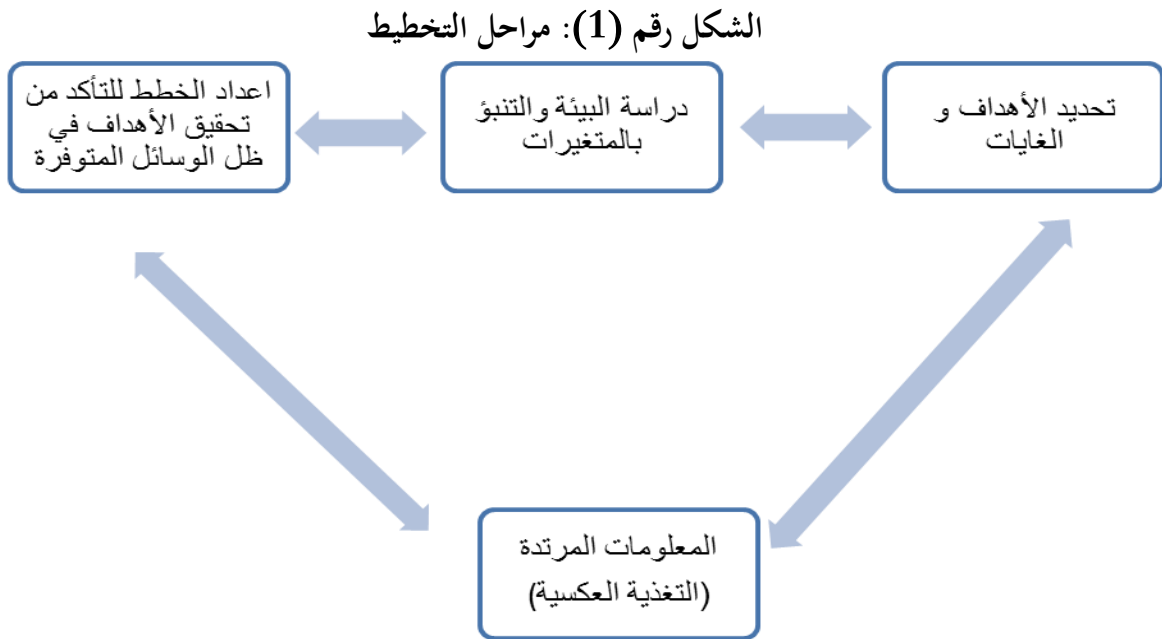 الشكل رقم (1): مراحل التخطيط
تحديد الأهداف و
الغايات
دراسة البيئة والتنبؤ
بالمتغيرات
اعداد الخطط للتأكد من
تحقيق الأهداف في
ظل الوسائل المتوفرة
المعلومات المرتدة
(التغذية العكسية)